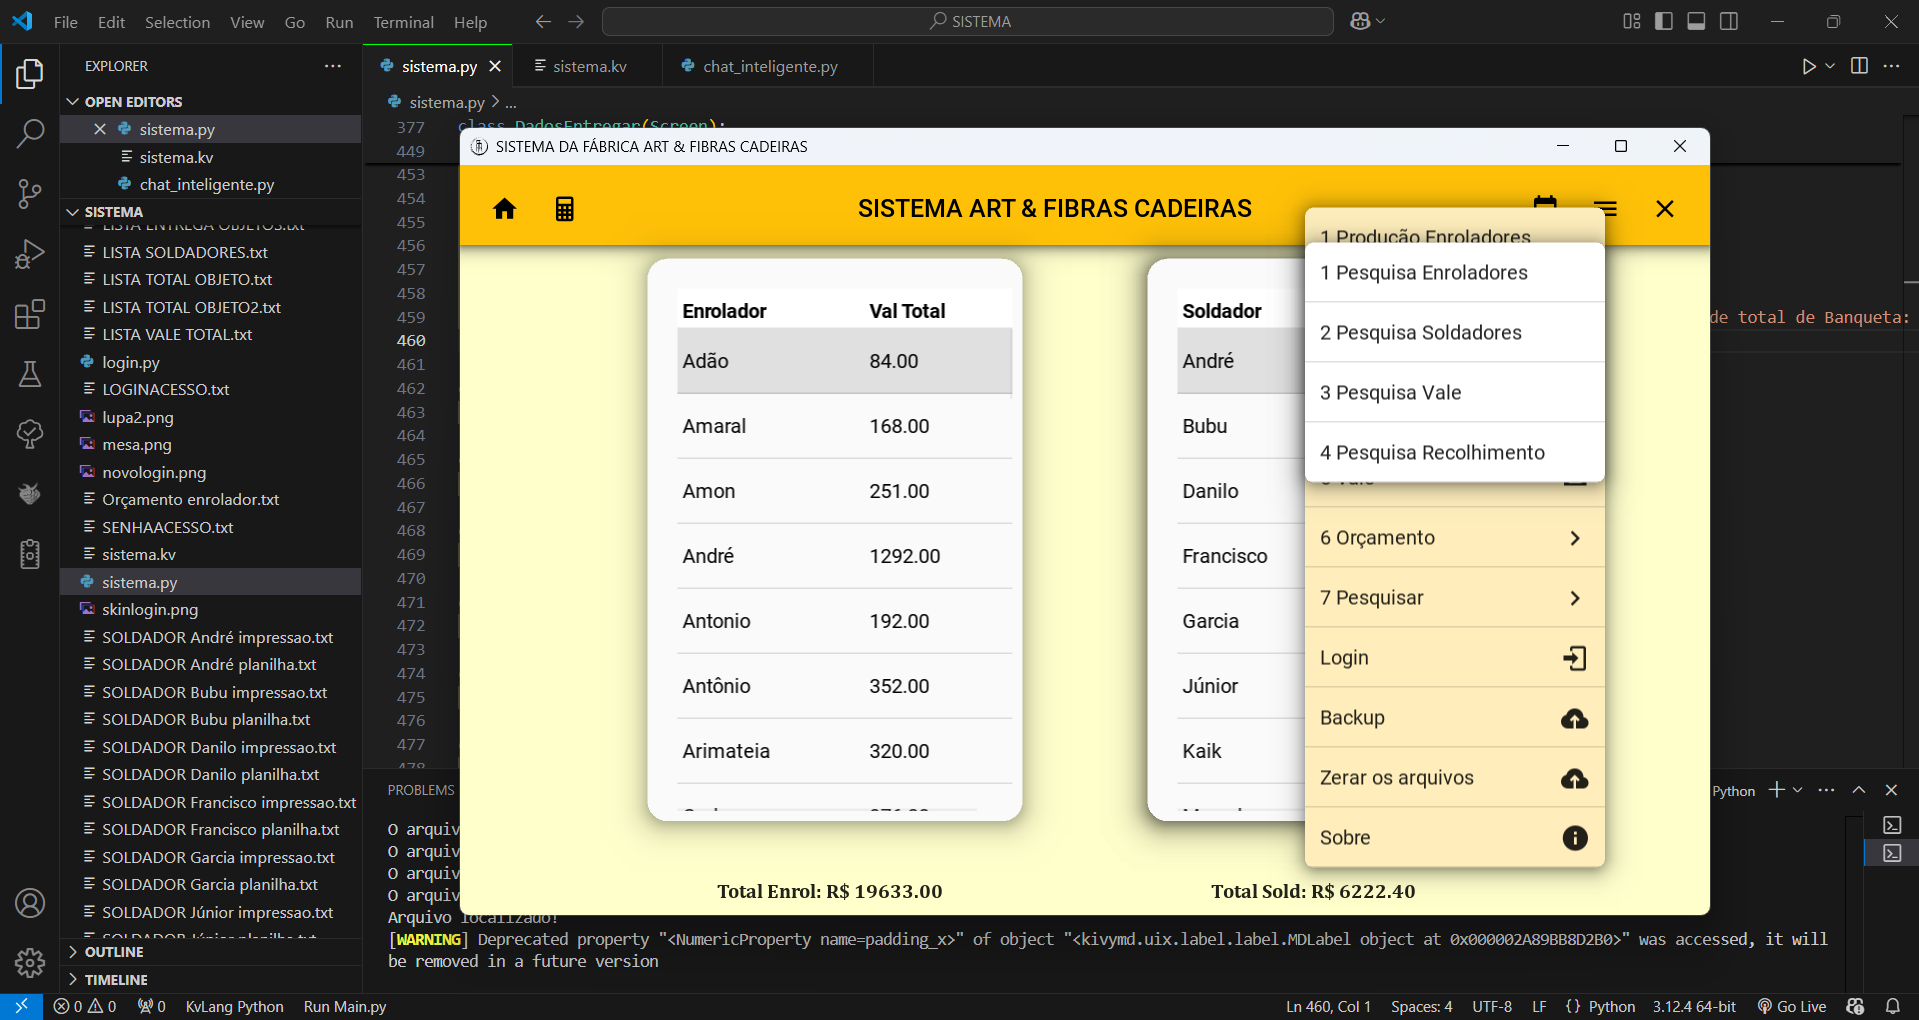 File Edit Selection View Go Run Terminal Help
SISTEMA
EXPLORER
OPEN EDITORS
sistema.py
sistema.kv
chat_inteligente.py
SISTEMA
LISTA ENTREGA OBJETOS.txt
LISTA SOLDADORES.txt
LISTA TOTAL OBJETO.txt
LISTA TOTAL OBJETO2.txt
LISTA VALE TOTAL.txt
login.py
LOGINACESSO.txt
lupa2.png
mesa.png
novologin.png
Orçamento enrolador.txt
SENHAACESSO.txt
sistema.kv
sistema.py
skinlogin.png
SOLDADOR André impressao.txt
SOLDADOR André planilha.txt
SOLDADOR Bubu impressao.txt
SOLDADOR Bubu planilha.txt
SOLDADOR Danilo impressao.txt
SOLDADOR Danilo planilha.txt
SOLDADOR Francisco impressao.txt
SOLDADOR Francisco planilha.txt
SOLDADOR Garcia impressao.txt
SOLDADOR Garcia planilha.txt
SOLDADOR Júnior impressao.txt
SOLDADOR Júnior planilha.txt
OUTLINE
TIMELINE
sistema.py sistema.kv chat_inteligente.py
sistema.py > ...
377 class DadosEntregar(Screen):
449
453
454
455
456
457
458
459 de total de Banqueta:
460
461
462
463
464
465
466
467
468
469
470
471
472
473
474
475
476
477
478
SISTEMA DA FÁBRICA ART & FIBRAS CADEIRAS
SISTEMA ART & FIBRAS CADEIRAS
Enrolador Val Total
Adão 84.00
Amaral 168.00
Amon 251.00
André 1292.00
Antonio 192.00
Antônio 352.00
Arimateia 320.00
Total Enrol: R$ 19633.00
Soldador
André
Bubu
Danilo
Francisco
Garcia
Júnior
Kaik
Total Sold: R$ 6222.40
1 Produção Enroladores
1 Pesquisa Enroladores
2 Pesquisa Soldadores
3 Pesquisa Vale
4 Pesquisa Recolhimento
6 Orçamento
7 Pesquisar
Login
Backup
Zerar os arquivos
Sobre
PROBLEMS
Python
O arquiv
O arquiv
O arquiv
O arquiv
Arquivo localizado!
[WARNING] Deprecated property "<NumericProperty name=padding_x>" of object "<kivymd.uix.label.label.MDLabel object at 0x000002A89BB8D2B0>" was accessed, it will
be removed in a future version
0 0 0 KvLang Python Run Main.py Ln 460, Col 1 Spaces: 4 UTF-8 LF {} Python 3.12.4 64-bit Go Live